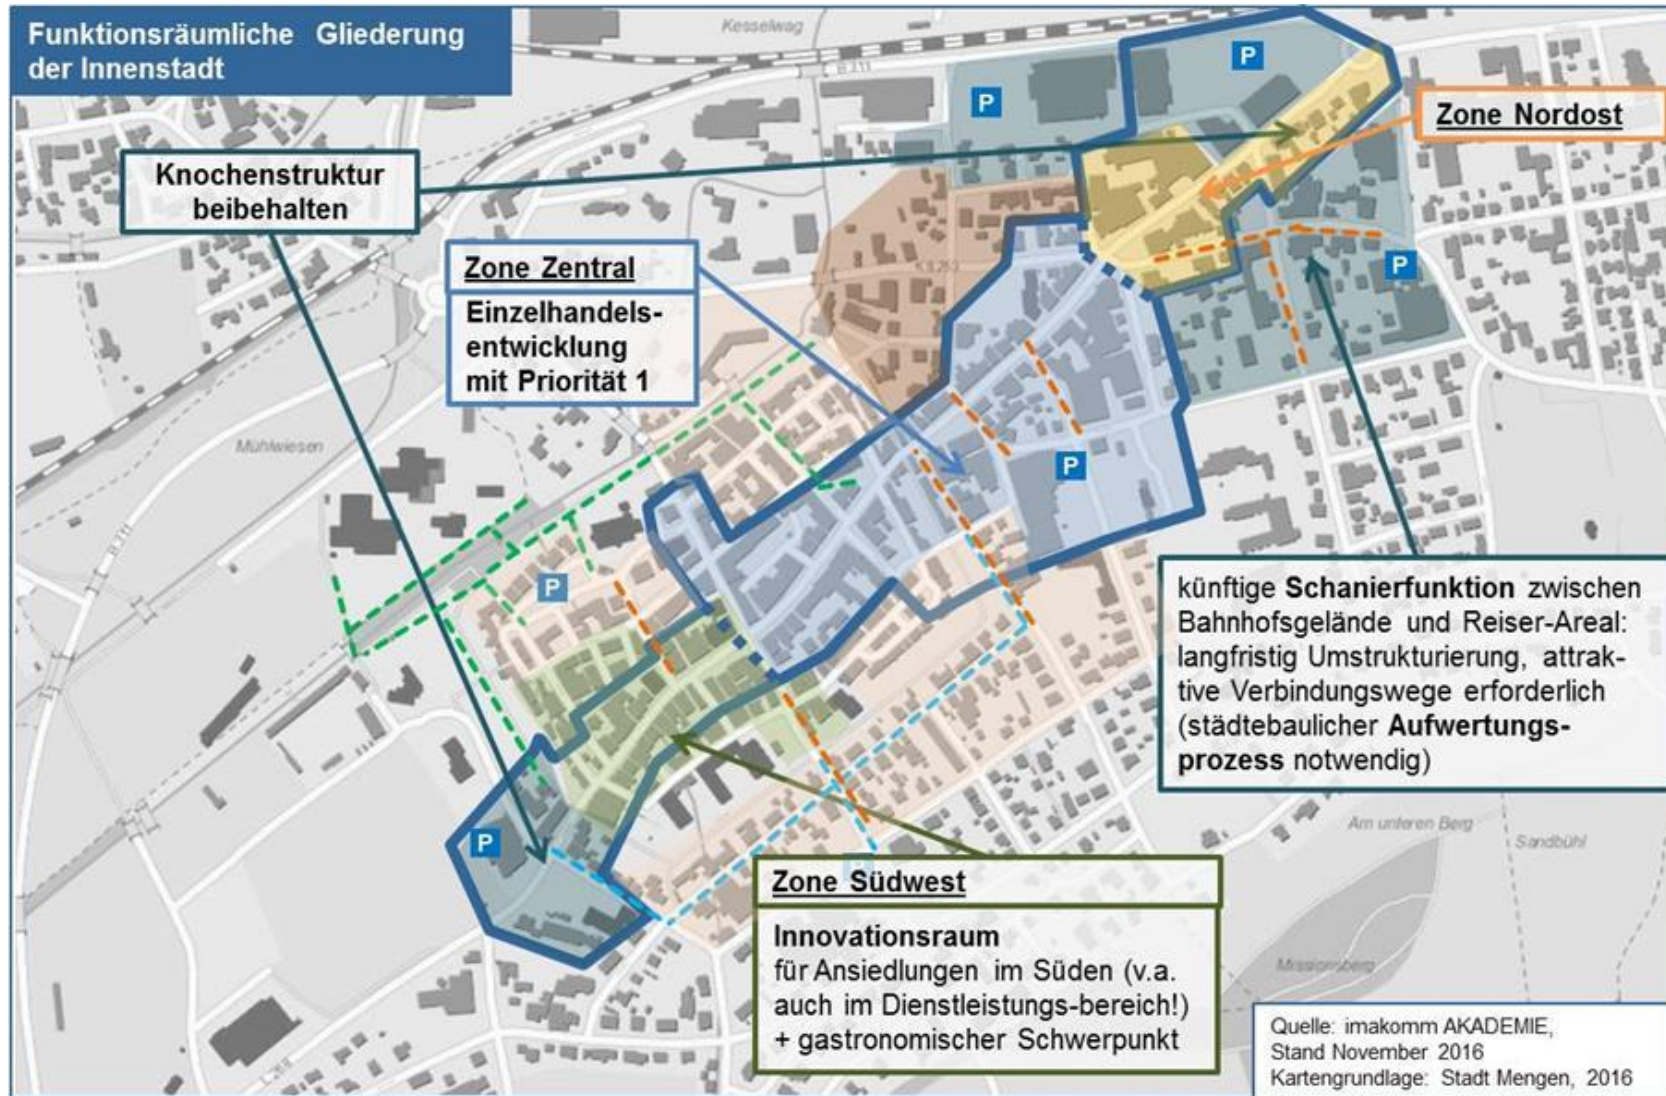 Funktionsräumliche Gliederung
der Innenstadt
Kesselwag
B 311
P
P
Zone Nordost
Knochenstruktur
beibehalten
Zone Zentral
Einzelhandels-
entwicklung
mit Priorität 1
P
Mühlwiesen
P
P
B 311
künftige Schanierfunktion zwischen
Bahnhofsgelände und Reiser-Areal:
langfristig Umstrukturierung, attrak-
tive Verbindungswege erforderlich
(städtebaulicher Aufwertungs-
prozess notwendig)
P
Am unteren Berg
Sandbühl
Zone Südwest
Innovationsraum
für Ansiedlungen im Süden (v.a.
auch im Dienstleistungs-bereich!)
+ gastronomischer Schwerpunkt
Missionsberg
Quelle: imakomm AKADEMIE,
Stand November 2016
Kartengrundlage: Stadt Mengen, 2016